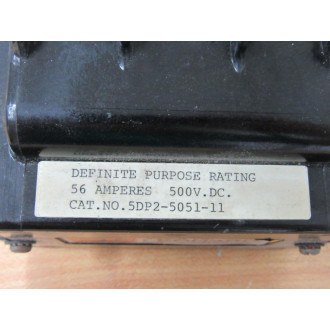 DEFINITE PURPOSE RATING
56 AMPERES 500V.DC.
CAT.NO.5DP2-5051-11